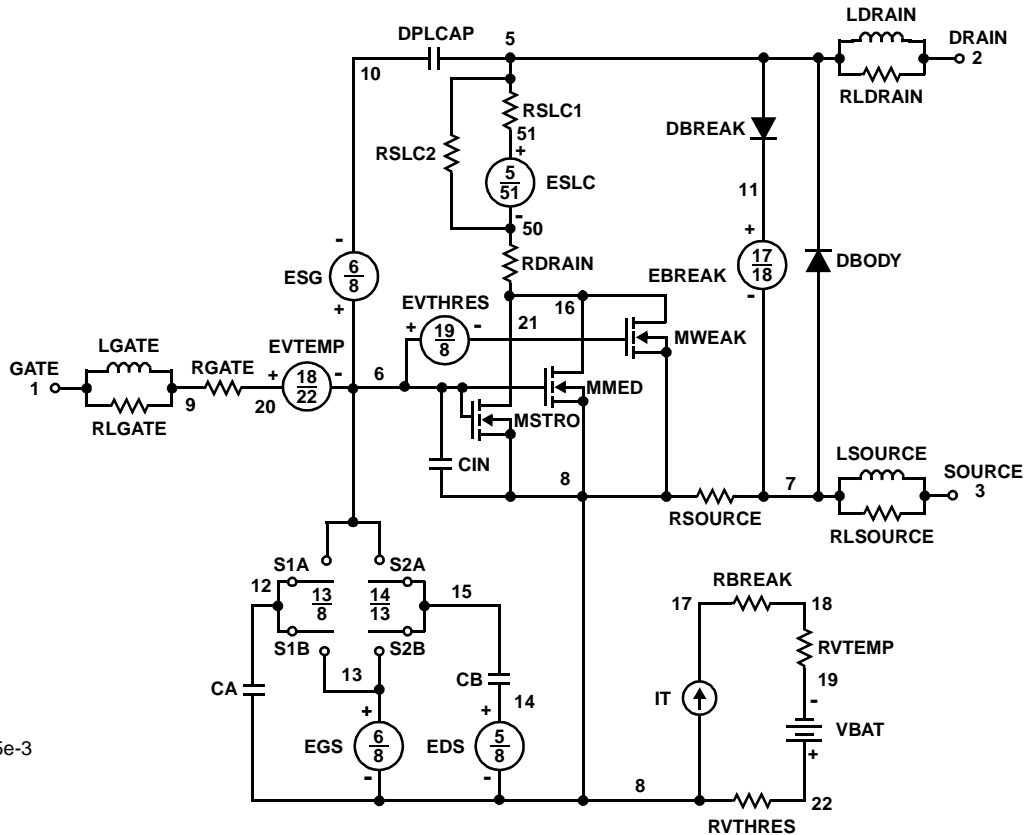 LDRAIN
DPLCAP 5 DRAIN
10 2
RLDRAIN
RSLC1
51
DBREAK
RSLC2 +
5
51
ESLC
11
-
50
- +
17
18
6
8
ESG
RDRAIN
EBREAK
DBODY
EVTHRES
+
16
-
+
19
8
-
21
MWEAK
LGATE
EVTEMP
GATE
1
RGATE
+
18
22
-
6
MMED
9
20
RLGATE
MSTRO
LSOURCE
CIN
8
7
SOURCE
3
RSOURCE
RLSOURCE
S1A S2A
12
13
8
14
13
15
RBREAK
17 18
S1B S2B
RVTEMP
13
CA
CB
19
14
IT
-
+ +
VBAT
EGS
6
8
EDS
5
8
5e-3
+
- -
8
22
RVTHRES